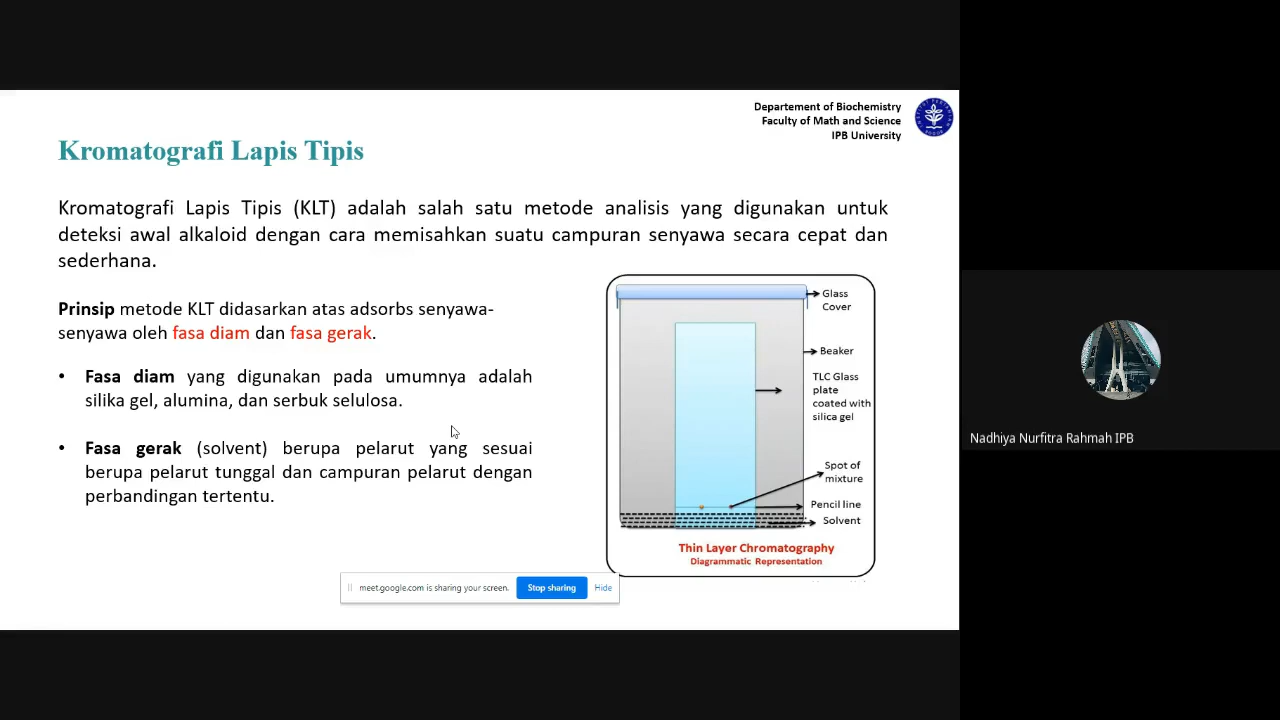 Departement of Biochemistry
Faculty of Math and Science
IPB University
Kromatografi Lapis Tipis
Kromatografi Lapis Tipis (KLT) adalah salah satu metode analisis yang digunakan untuk
deteksi awal alkaloid dengan cara memisahkan suatu campuran senyawa secara cepat dan
sederhana.
Prinsip metode KLT didasarkan atas adsorbs senyawa-
senyawa oleh fasa diam dan fasa gerak.
• Fasa diam yang digunakan pada umumnya adalah
silika gel, alumina, dan serbuk selulosa.
• Fasa gerak (solvent) berupa pelarut yang sesuai
berupa pelarut tunggal dan campuran pelarut dengan
perbandingan tertentu.
Glass
Cover
Beaker
TLC Glass
plate
coated with
silica gel
Spot of
mixture
Pencil line
Solvent
Thin Layer Chromatography
Diagrammatic Representation
meet.google.com is sharing your screen.
Stop sharing
Hide
Nadhiya Nurfitra Rahmah IPB